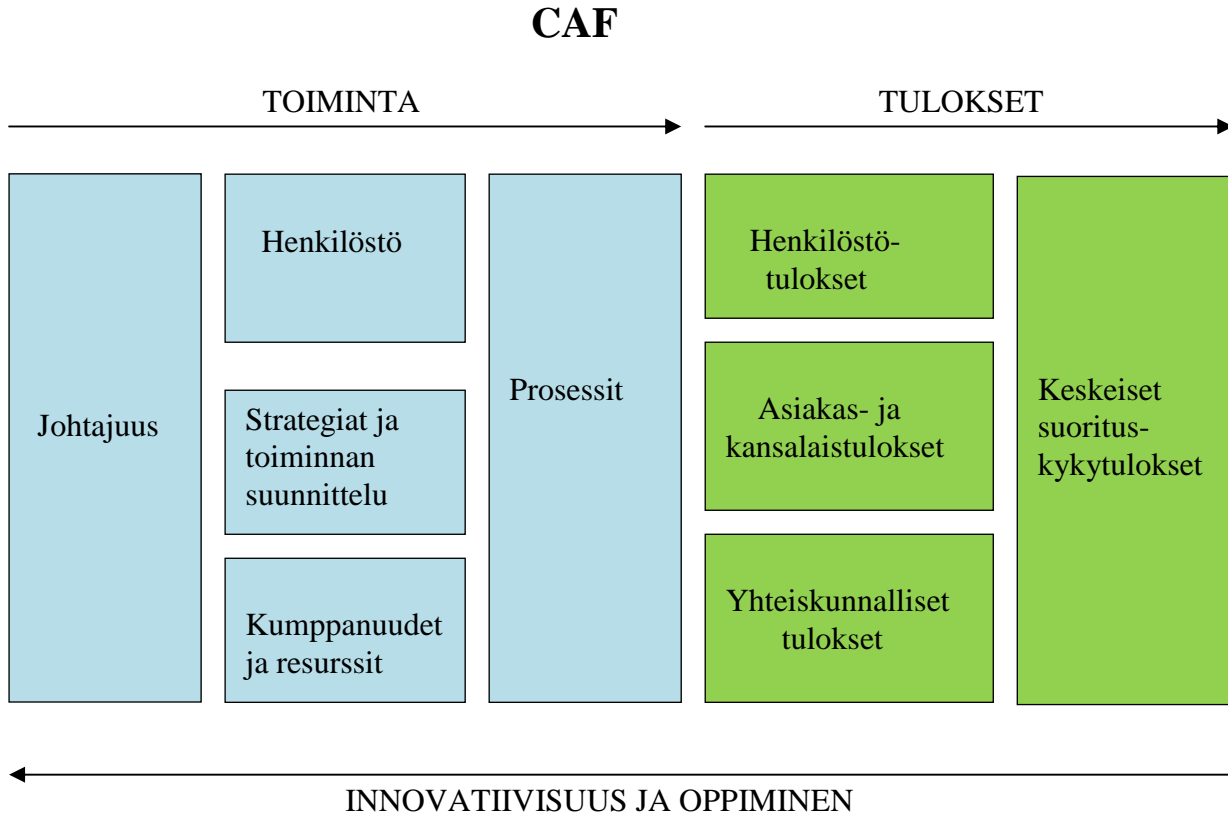 CAF
TOIMINTA
TULOKSET
Johtajuus
Henkilöstö
Strategiat ja
toiminnan
suunnittelu
Kumppanuudet
ja resurssit
Prosessit
Henkilöstö-
tulokset
Asiakas- ja
kansalaistulokset
Yhteiskunnalliset
tulokset
Keskeiset
suoritus-
kykytulokset
INNOVATIIVISUUS JA OPPIMINEN